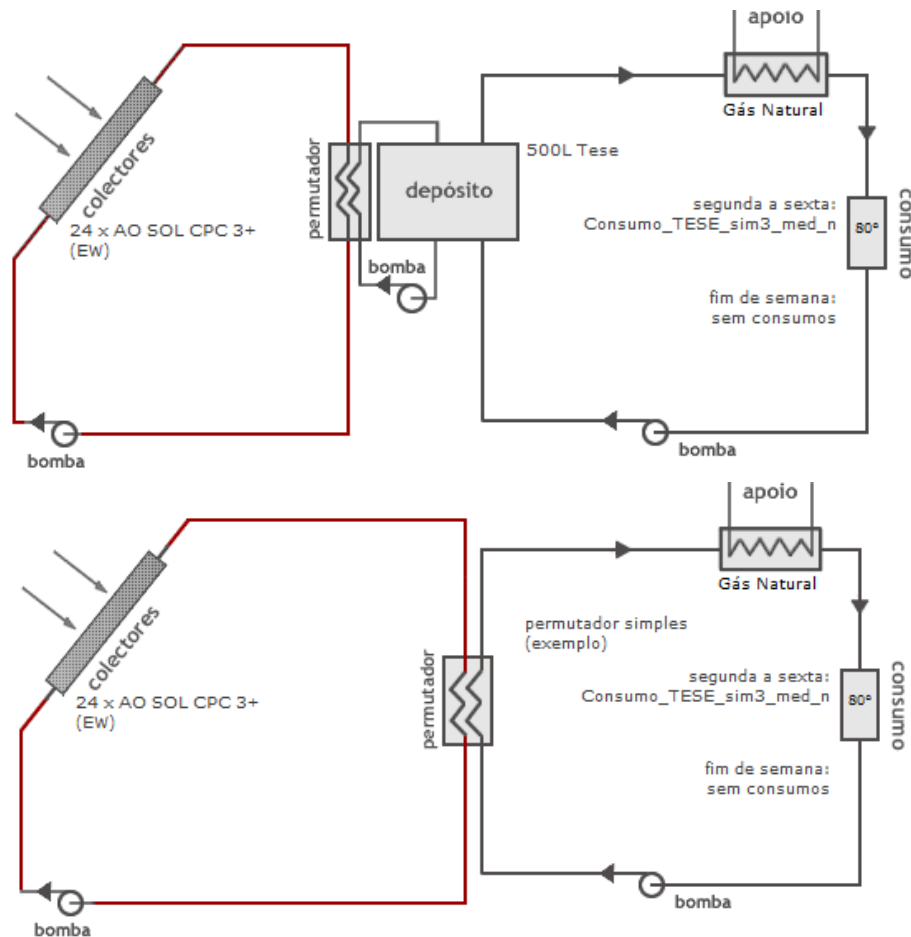 apoio
Gás Natural
colectores
24 x AO SOL CPC 3+
(EW)
permutador
depósito
500L Tese
bomba
segunda a sexta:
Consumo_TESE_sim3_med_n
80°
consumo
fim de semana:
sem consumos
bomba
bomba
apoio
Gás Natural
colectores
24 x AO SOL CPC 3+
(EW)
permutador
permutador simples
(exemplo)
segunda a sexta:
Consumo_TESE_sim3_med_n
80°
consumo
fim de semana:
sem consumos
bomba
bomba